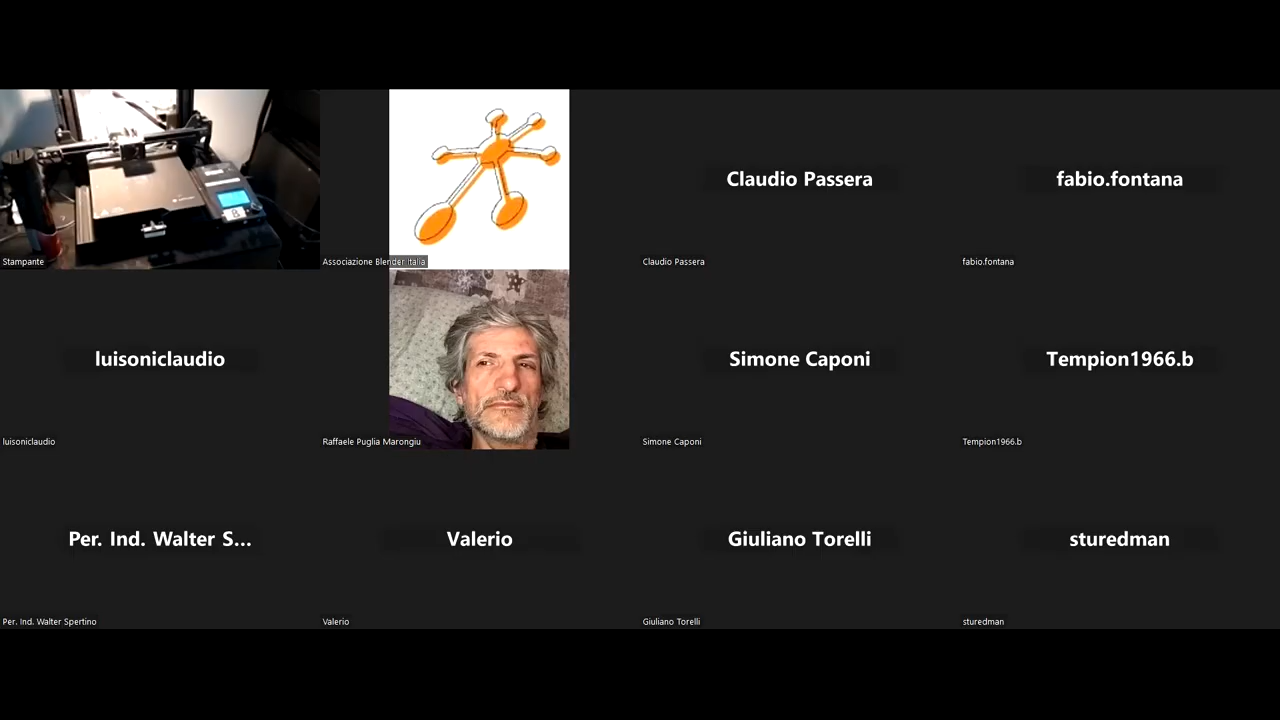 Stampante
Associazione Blender Italia
Claudio Passera
Claudio Passera
fabio.fontana
fabio.fontana
luisoniclaudio
luisoniclaudio
Raffaele Puglia Marongiu
Simone Caponi
Simone Caponi
Tempion1966.b
Tempion1966.b
Per. Ind. Walter S...
Per. Ind. Walter Spertino
Valerio
Valerio
Giuliano Torelli
Giuliano Torelli
sturedman
sturedman